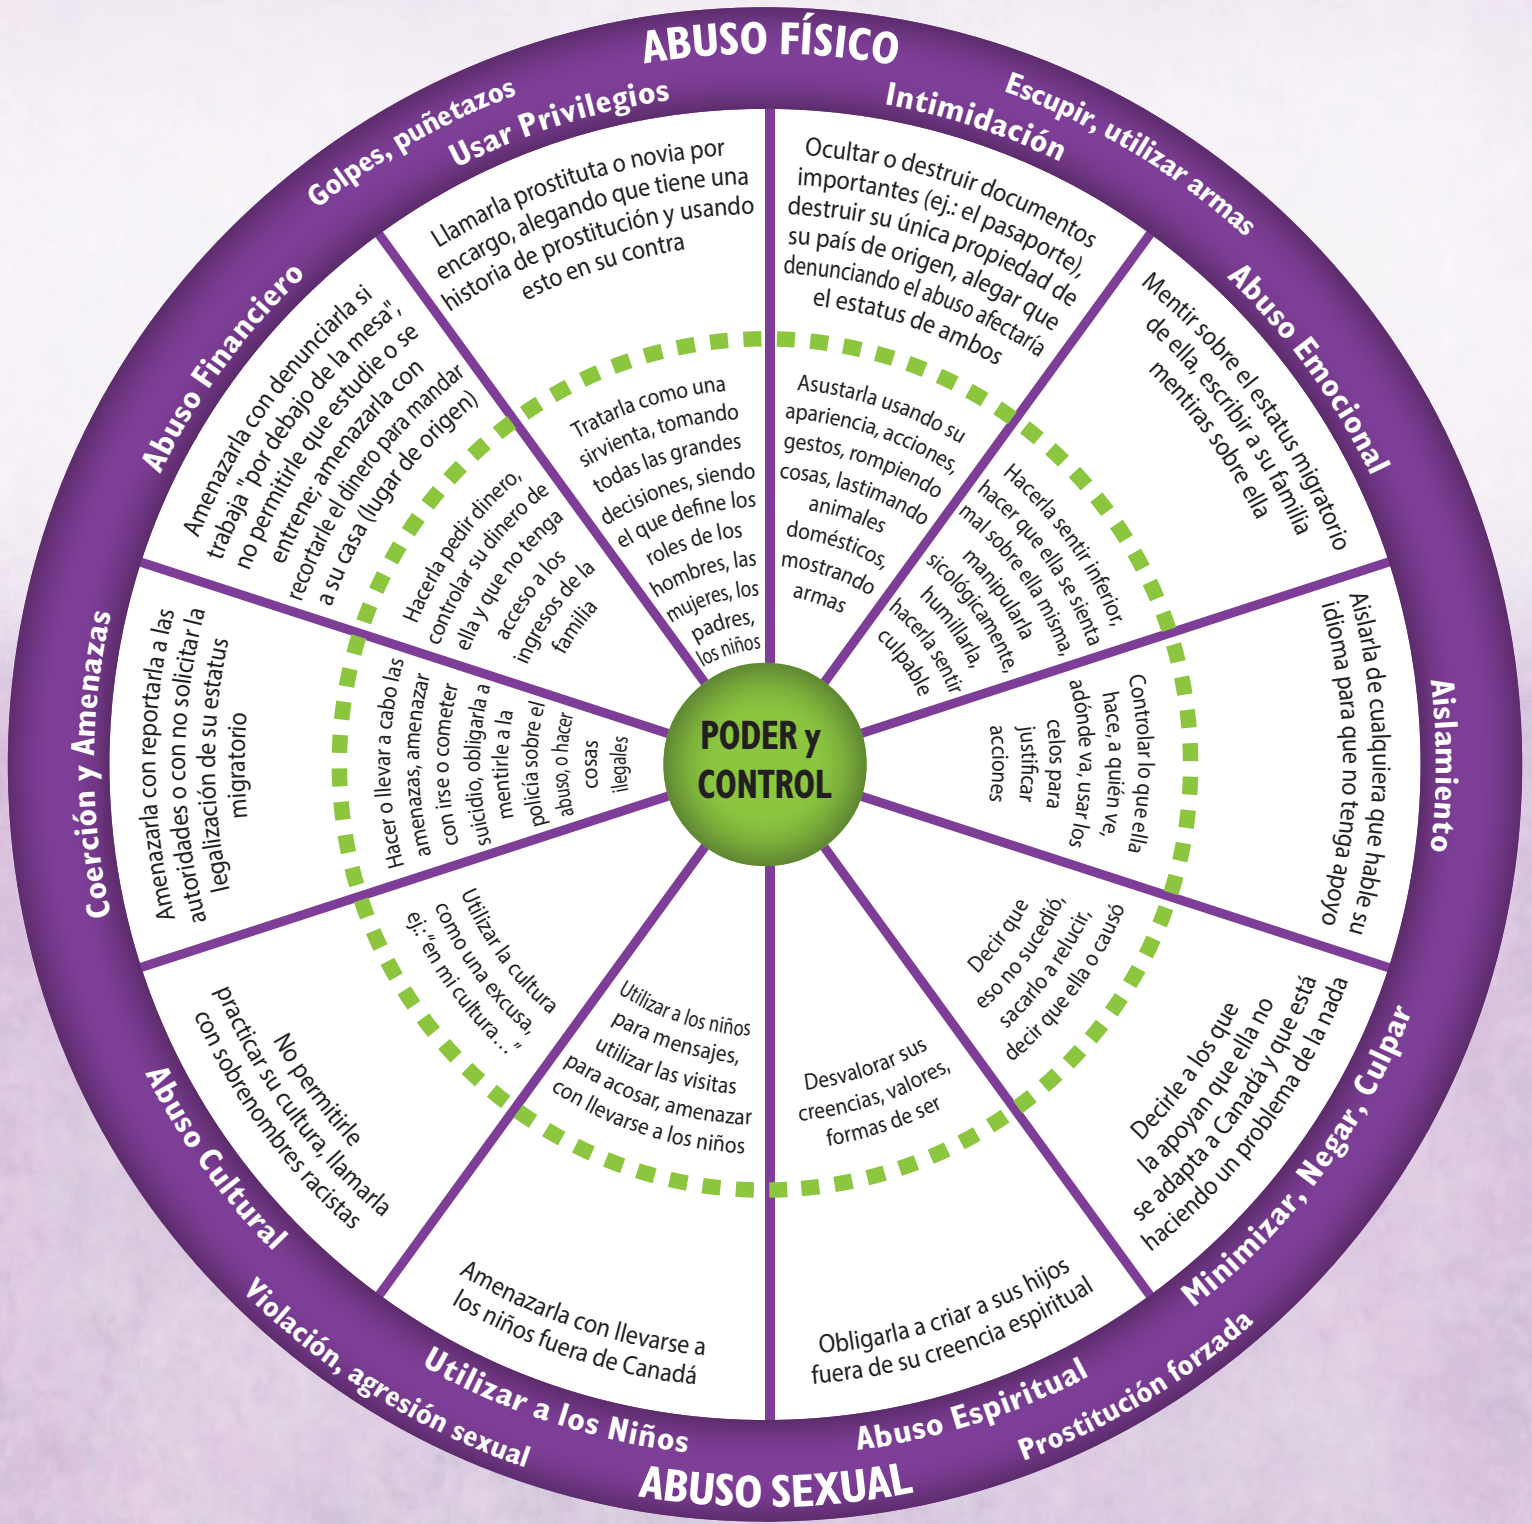 ABUSO FÍSICO
Golpes, puñetazos
Escupir, utilizar armas
Usar Privilegios
Llamarla prostituta o novia por
encargo, alegando que tiene una
historia de prostitución y usando
esto en su contra
Tratarla como una
sirvienta, tomando
todas las grandes
decisiones, siendo
el que define los
roles de los
hombres, las
mujeres, los
padres,
los niños
Intimidación
Ocultar o destruir documentos
importantes (ej.: el pasaporte),
destruir su única propiedad de
su país de origen, alegar que
denunciando el abuso afectaría
el estatus de ambos
Asustarla usando su
apariencia, acciones,
gestos, rompiendo
cosas, lastimando
animales
domésticos,
mostrando
armas
Abuso Emocional
Mentir sobre el estatus migratorio
de ella, escribir a su familia
mentiras sobre ella
Hacerla sentir inferior,
hacer que ella se sienta
mal sobre ella misma,
manipularla
sicológicamente,
humillarla,
hacerla sentir
culpable
Aislamiento
Aislarla de cualquiera que hable su
idioma para que no tenga apoyo
Controlar lo que ella
hace, a quién ve,
adónde va, usar los
celos para
justificar
acciones
Minimizar, Negar, Culpar
Decir que
eso no sucedió,
sacarlo a relucir,
decir que ella o causó
Decirle a los que
la apoyan que ella no
se adapta a Canadá y que está
haciendo un problema de la nada
Abuso Espiritual
Desvalorar sus
creencias, valores,
formas de ser
Obligarla a criar a sus hijos
fuera de su creencia espiritual
Prostitución forzada
ABUSO SEXUAL
Violación, agresión sexual
Utilizar a los Niños
Utilizar a los niños
para mensajes,
utilizar las visitas
para acosar, amenazar
con llevarse a los niños
Amenazarla con llevarse a
los niños fuera de Canadá
Abuso Cultural
Utilizar la cultura
como una excusa,
ej.: “en mi cultura…”
No permitirle
practicar su cultura, llamarla
con sobrenombres racistas
Coerción y Amenazas
Amenazarla con reportarla a las
autoridades o con no solicitar la
legalización de su estatus
migratorio
Hacer o llevar a cabo las
amenazas, amenazar
con irse o cometer
suicidio, obligarla a
mentirle a la
policía sobre el
abuso, o hacer
cosas
ilegales
Abuso Financiero
Amenazarla con denunciarla si
trabaja "por debajo de la mesa",
no permitirle que estudie o se
entrene; amenazarla con
recortarle el dinero para mandar
a su casa (lugar de origen)
Hacerla pedir dinero,
controlar su dinero de
ella y que no tenga
acceso a los
ingresos de la
familia
PODER y
CONTROL